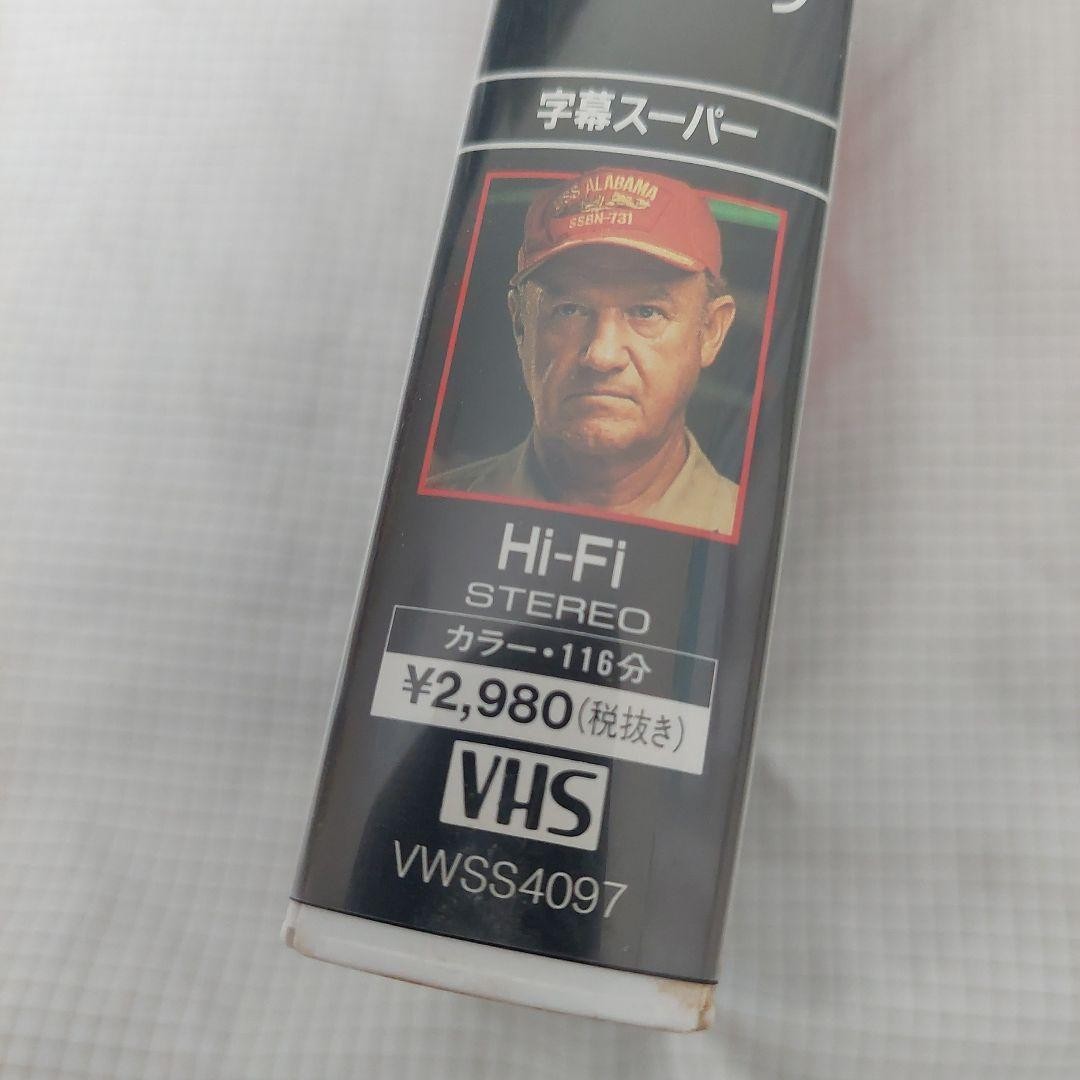 字幕スーパー
USS ALABAMA
SSBN-731
Hi-Fi
STEREO
カラー・116分
¥2,980(税抜き)
VHS
VWSS4097